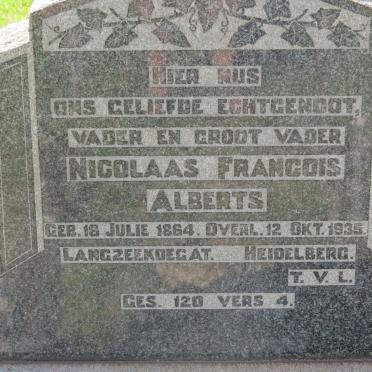 HIER RUS
ONS GELIEFDE ECHTGENOOT,
VADER EN GROOT VADER
NICOLAAS FRANCOIS
ALBERTS
GEB. 18 JULIE 1864. OVERL. 12 OKT. 1935.
LANGZEEKOEGAT. HEIDELBERG.
T. V. L.
GES. 120 VERS 4.